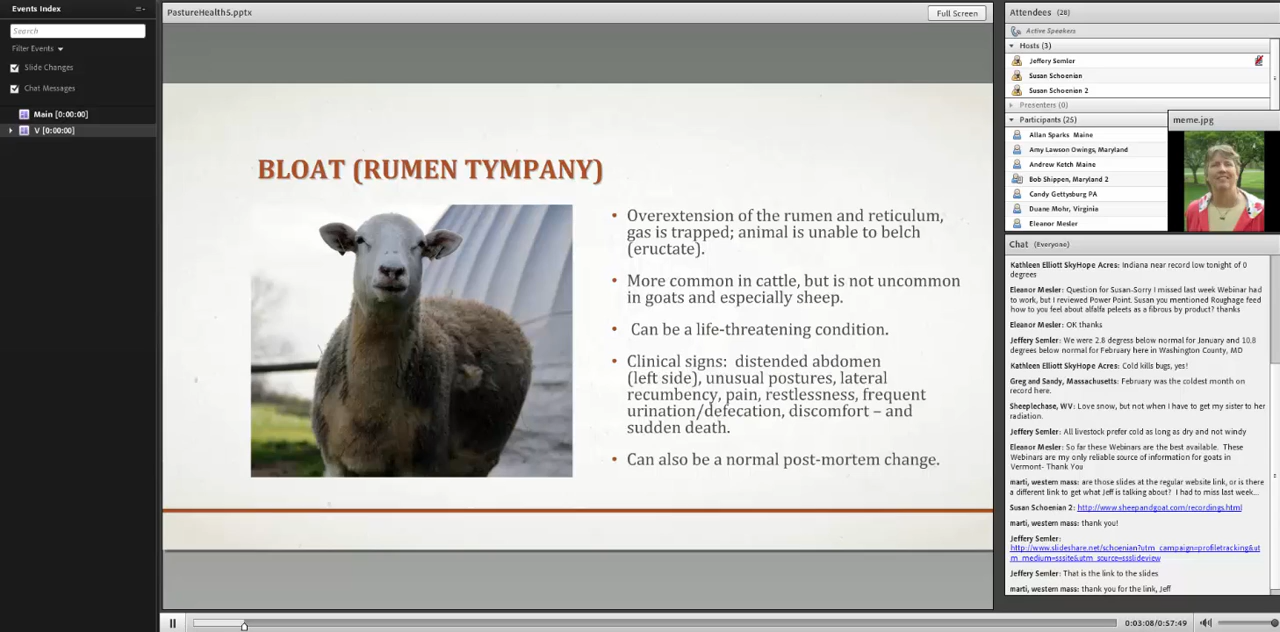 Events Index
Search
Filter Events
Slide Changes
Chat Messages
Main [0:00:00]
V [0:00:00]
PastureHealthS.pptx
Full Screen
BLOAT (RUMEN TYMPANY)
• Overextension of the rumen and reticulum,
gas is trapped; animal is unable to belch
(eructate).
• More common in cattle, but is not uncommon
in goats and especially sheep.
• Can be a life-threatening condition.
• Clinical signs: distended abdomen
(left side), unusual postures, lateral
recumbency, pain, restlessness, frequent
urination/defecation, discomfort – and
sudden death.
• Can also be a normal post-mortem change.
0:03:08/0:57:49
Attendees (28)
Active Speakers
Hosts (3)
Jeffery Semler
Susan Schoenian
Susan Schoenian 2
Presenters (0)
Participants (25)
Allan Sparks Maine
Amy Lawson Owings, Maryland
Andrew Ketch Maine
Bob Shippen, Maryland 2
Candy Gettysburg PA
Duane Mohr, Virginia
Eleanor Mesler
meme.jpg
Chat (Everyone)
Kathleen Elliott SkyHope Acres: Indiana near record low tonight of 0
degrees
Eleanor Mesler: Question for Susan-Sorry I missed last week Webinar had
to work, but I reviewed Power Point. Susan you mentioned Roughage feed
how to you feel about alfalfa peleets as a fibrous by product? thanks
Eleanor Mesler: OK thanks
Jeffery Semler: We were 2.8 degrees below normal for January and 10.8
degrees below normal for February here in Washington County, MD
Kathleen Elliott SkyHope Acres: Cold kills bugs, yes!
Greg and Sandy, Massachusetts: February was the coldest month on
record here.
Sheeplechase, WV: Love snow, but not when I have to get my sister to her
radiation.
Jeffery Semler: All livestock prefer cold as long as dry and not windy
Eleanor Mesler: So far these Webinars are the best available. These
Webinars are my only reliable source of information for goats in
Vermont- Thank You
marti, western mass: are those slides at the regular website link, or is there
a different link to get what Jeff is talking about? I had to miss last week...
Susan Schoenian 2: http://www.sheepandgoat.com/recordings.html
marti, western mass: thank you!
Jeffery Semler:
http://www.slideshare.net/schoenian?utm_campaign=profiletracking&ut
m_medium=sssite&utm_source=ssslideview
Jeffery Semler: That is the link to the slides
marti, western mass: thank you for the link, Jeff